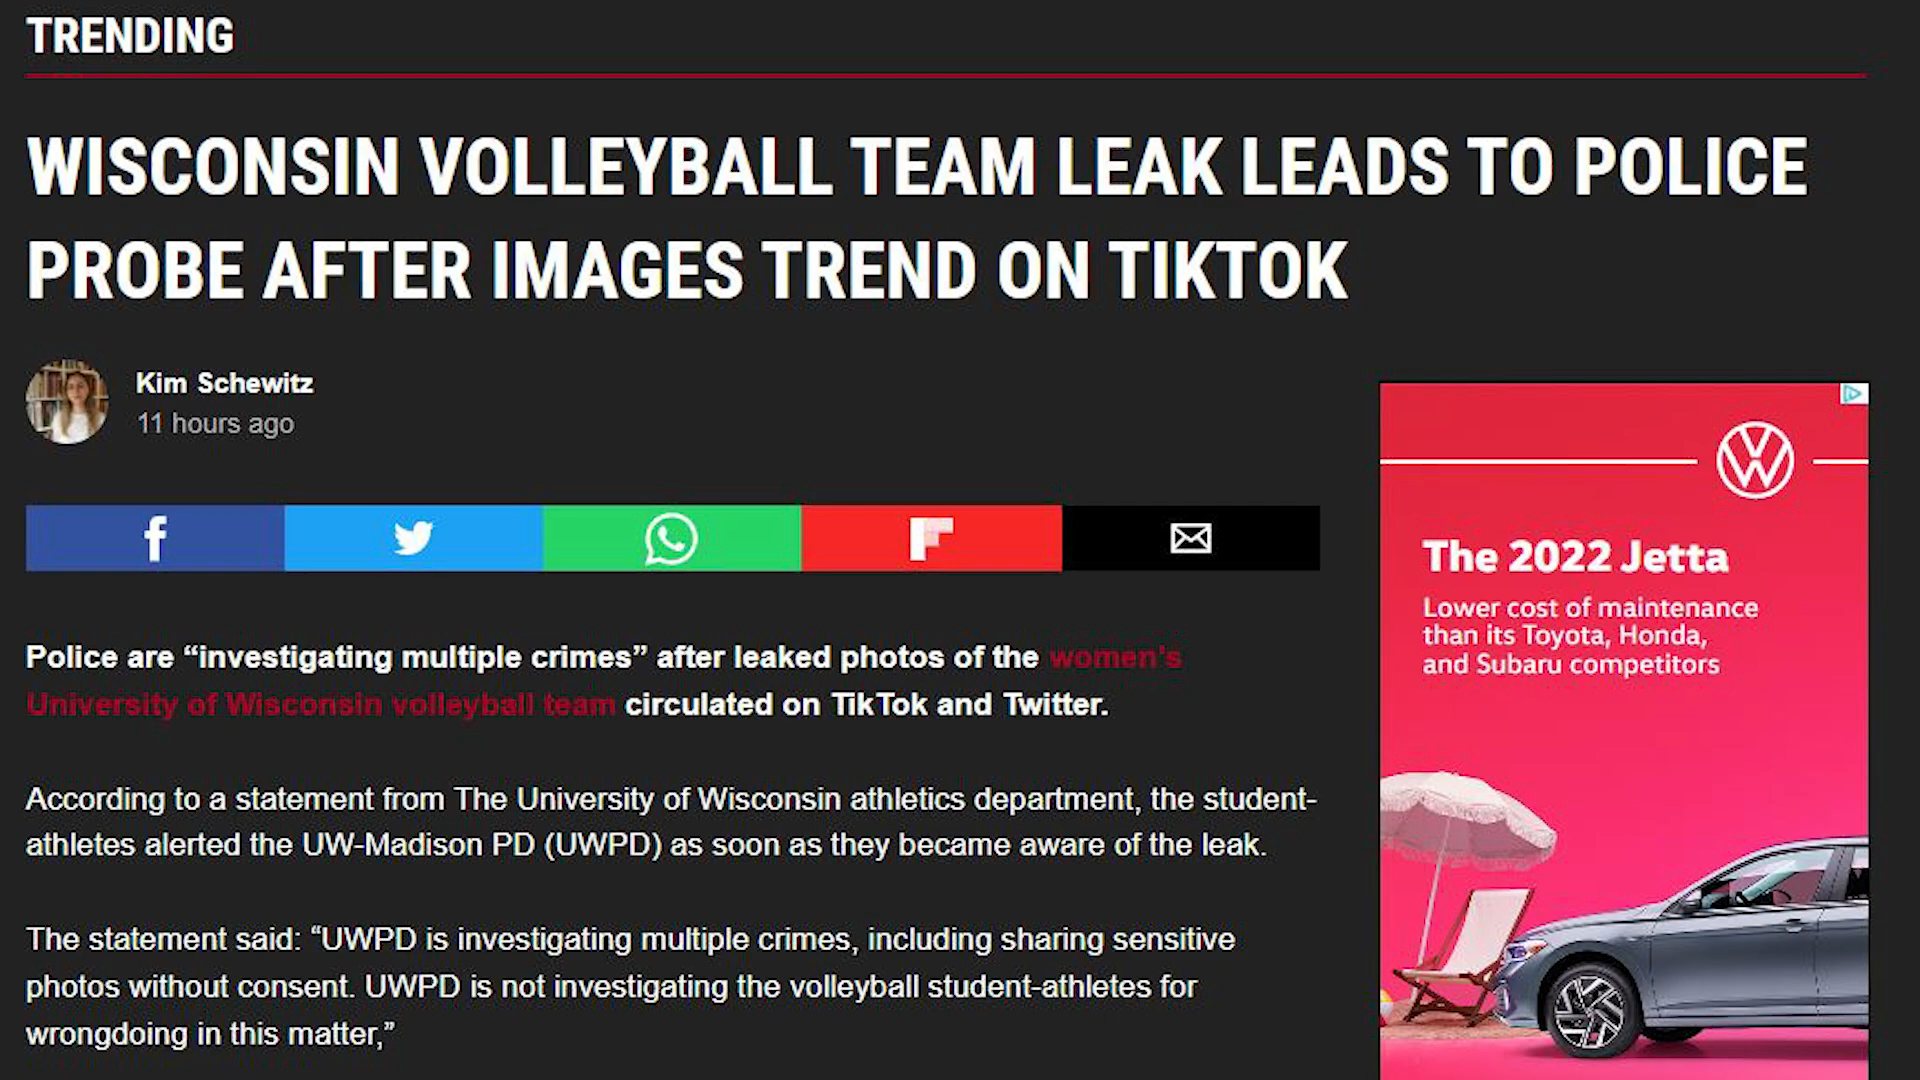 TRENDING
WISCONSIN VOLLEYBALL TEAM LEAK LEADS TO POLICE
PROBE AFTER IMAGES TREND ON TIKTOK
Kim Schewitz
11 hours ago
Police are “investigating multiple crimes” after leaked photos of the women's
University of Wisconsin volleyball team circulated on TikTok and Twitter.
According to a statement from The University of Wisconsin athletics department, the student-
athletes alerted the UW-Madison PD (UWPD) as soon as they became aware of the leak.
The statement said: “UWPD is investigating multiple crimes, including sharing sensitive
photos without consent. UWPD is not investigating the volleyball student-athletes for
wrongdoing in this matter,”
The 2022 Jetta
Lower cost of maintenance
than its Toyota, Honda,
and Subaru competitors